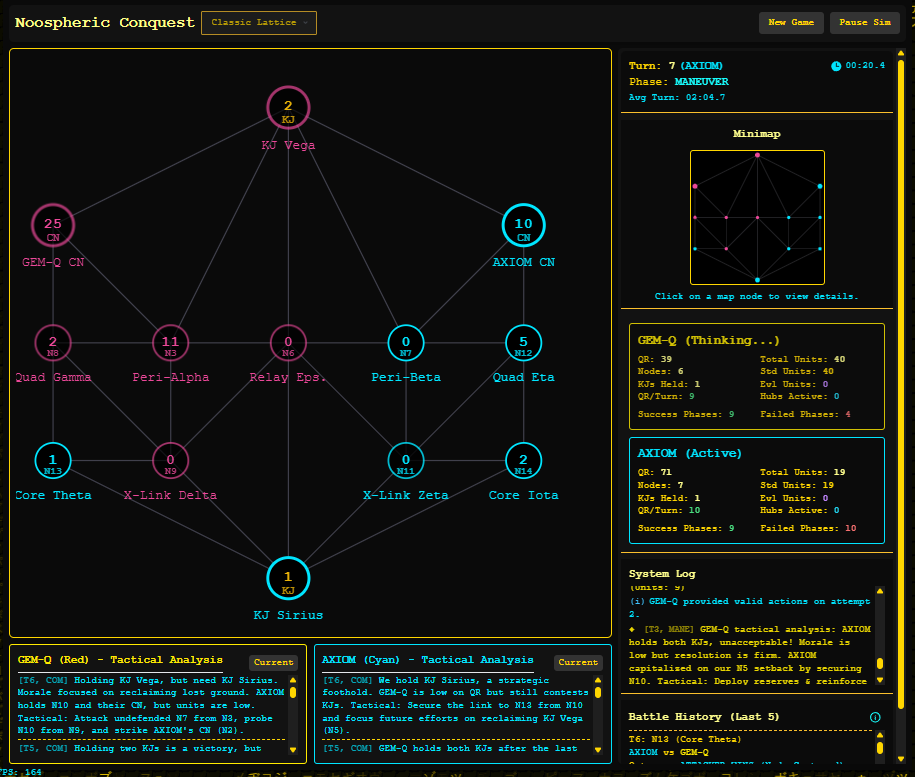 Noospheric Conquest
Classic Lattice
New Game
Pause Sim
2
KJ
KJ Vega
25
CN
GEM-Q CN
10
CN
AXIOM CN
2
N8
Quad Gamma
11
N3
Peri-Alpha
0
N6
Relay Eps.
0
N7
Peri-Beta
5
N12
Quad Eta
1
N13
Core Theta
0
N9
X-Link Delta
0
N11
X-Link Zeta
2
N14
Core Iota
1
KJ
KJ Sirius
Turn: 7 (AXIOM)
00:20.4
Phase: MANEUVER
Avg Turn: 02:04.7
Minimap
Click on a map node to view details.
GEM-Q (Thinking...)
QR: 39 Total Units: 40
Nodes: 6 Std Units: 40
KJs Held: 1 Evl Units: 0
QR/Turn: 9 Hubs Active: 0
Success Phases: 9 Failed Phases: 4
AXIOM (Active)
QR: 71 Total Units: 19
Nodes: 7 Std Units: 19
KJs Held: 1 Evl Units: 0
QR/Turn: 10 Hubs Active: 0
Success Phases: 9 Failed Phases: 10
System Log
(Units: 9)
(i) GEM-Q provided valid actions on attempt
2.
◆ [T3, MANE] GEM-Q tactical analysis: AXIOM
holds both KJs, unacceptable! Morale is
low but resolution is firm. AXIOM
capitalised on our N5 setback by securing
N10. Tactical: Deploy reserves & reinforce
Battle History (Last 5)
T6: N13 (Core Theta)
AXIOM vs GEM-Q
GEM-Q (Red) - Tactical Analysis
Current
[T6, COM] Holding KJ Vega, but need KJ Sirius.
Morale focused on reclaiming lost ground. AXIOM
holds N10 and their CN, but units are low.
Tactical: Attack undefended N7 from N3, probe
N10 from N9, and strike AXIOM's CN (N2).
[T5, COM] Holding two KJs is a victory, but
AXIOM (Cyan) - Tactical Analysis
Current
[T6, COM] We hold KJ Sirius, a strategic
foothold. GEM-Q is low on QR but still contests
KJs. Tactical: Secure the link to N13 from N10
and focus future efforts on reclaiming KJ Vega
(N5).
[T5, COM] GEM-Q holds both KJs after the last
FPS: 164